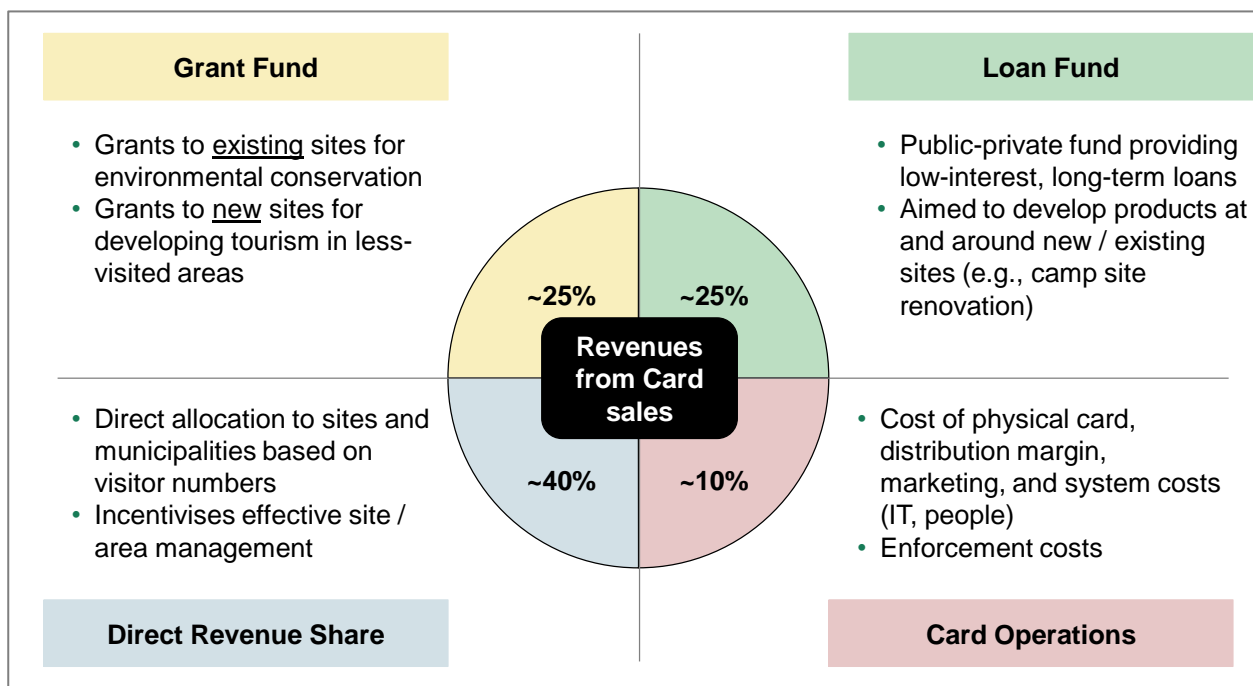 Grant Fund
• Grants to existing sites for
environmental conservation
• Grants to new sites for
developing tourism in less-
visited areas
~25%
Loan Fund
• Public-private fund providing
low-interest, long-term loans
• Aimed to develop products at
and around new / existing
sites (e.g., camp site
renovation)
~25%
Revenues
from Card
sales
• Direct allocation to sites and
municipalities based on
visitor numbers
• Incentivises effective site /
area management
~40%
Direct Revenue Share
~10%
• Cost of physical card,
distribution margin,
marketing, and system costs
(IT, people)
• Enforcement costs
Card Operations